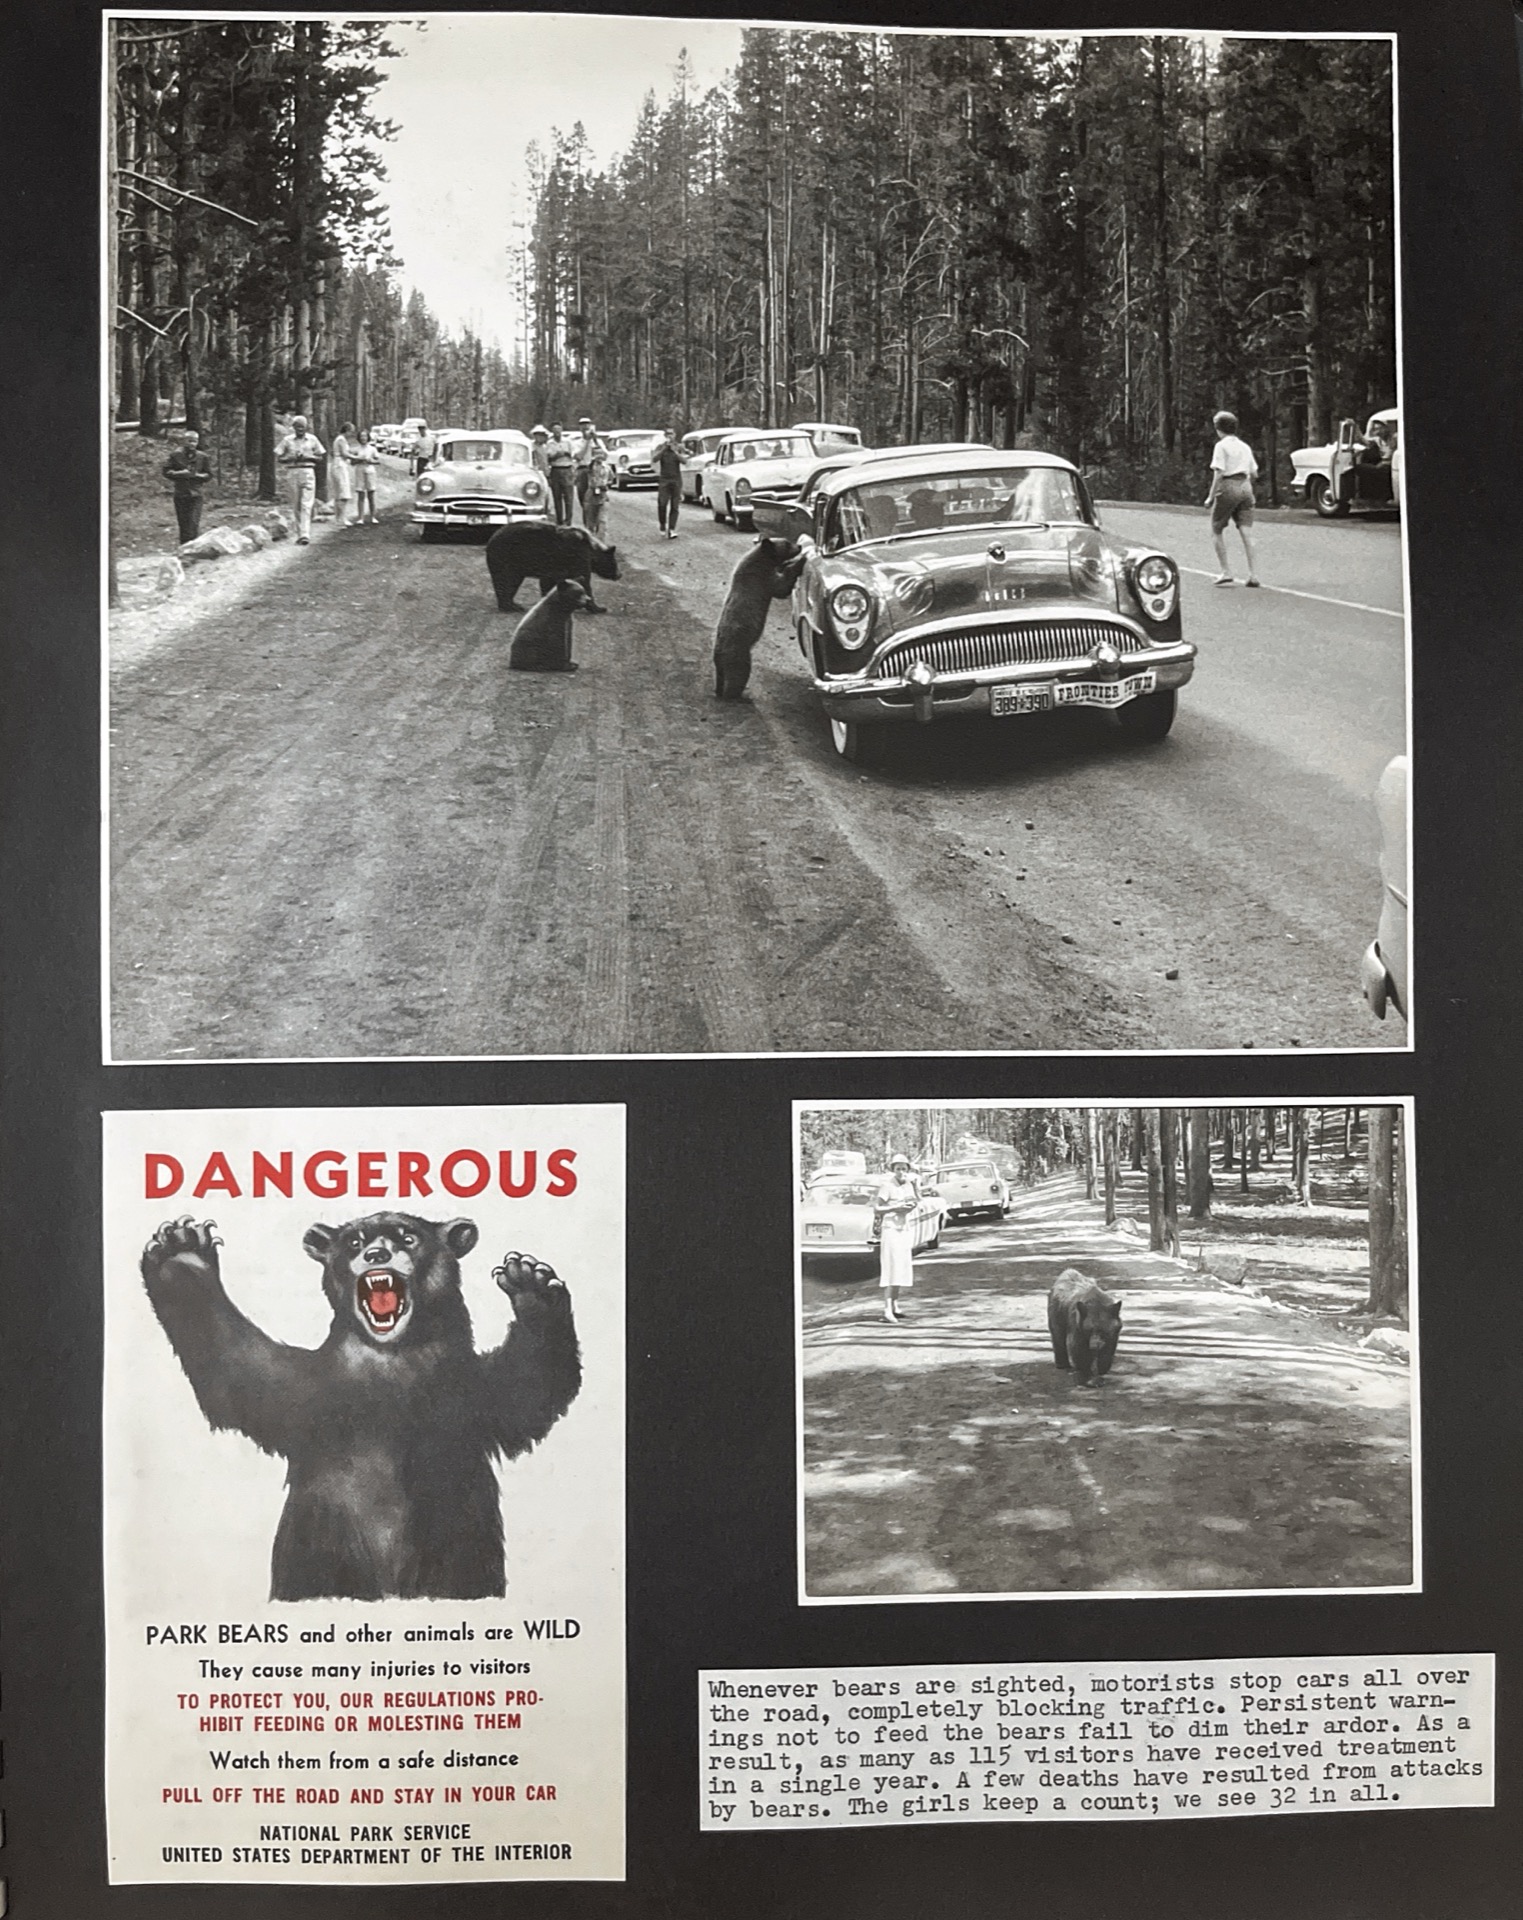 BUICK
389 390
FRONTIER TOWN
DANGEROUS
PARK BEARS and other animals are WILD
They cause many injuries to visitors
TO PROTECT YOU, OUR REGULATIONS PRO-
HIBIT FEEDING OR MOLESTING THEM
Watch them from a safe distance
PULL OFF THE ROAD AND STAY IN YOUR CAR
NATIONAL PARK SERVICE
UNITED STATES DEPARTMENT OF THE INTERIOR
Whenever bears are sighted, motorists stop cars all over
the road, completely blocking traffic. Persistent warn-
ings not to feed the bears fail to dim their ardor. As a
result, as many as 115 visitors have received treatment
in a single year. A few deaths have resulted from attacks
by bears. The girls keep a count; we see 32 in all.